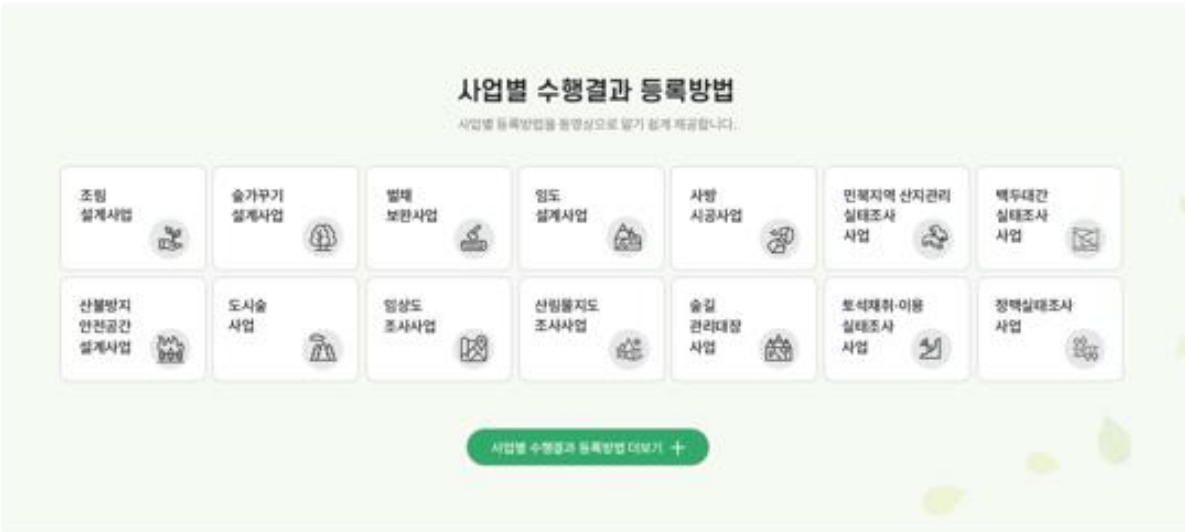 사업별 수행결과 등록방법
사업별 등록방법을 동영상으로 알기 쉽게 제공합니다.
조림
설계사업
숲가꾸기
설계사업
벌채
보완사업
임도
설계사업
사방
시공사업
민북지역 산지관리
실태조사
사업
백두대간
실태조사
사업
산불방지
안전공간
설계사업
도시숲
사업
임상도
조사사업
산림물지도
조사사업
숲길
관리대장
사업
토석채취·이용
실태조사
사업
정맥실태조사
사업
사업별 수행결과 등록방법 더보기